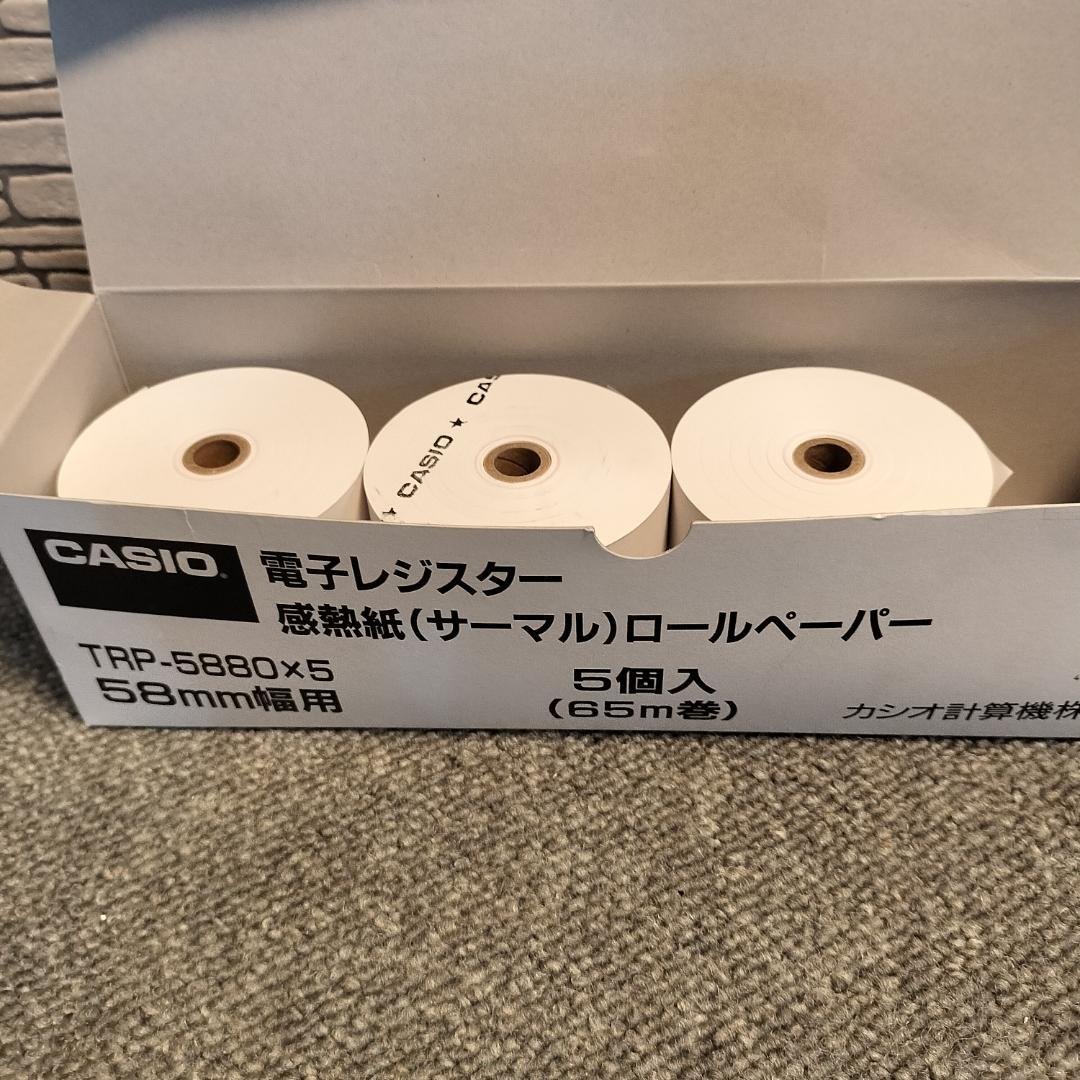 CASIO ★ CAS
CASIO
電子レジスター
感熱紙(サーマル)ロールペーパー
TRP-5880×5
58mm幅用
5個入
(65m巻)
カシオ計算機株